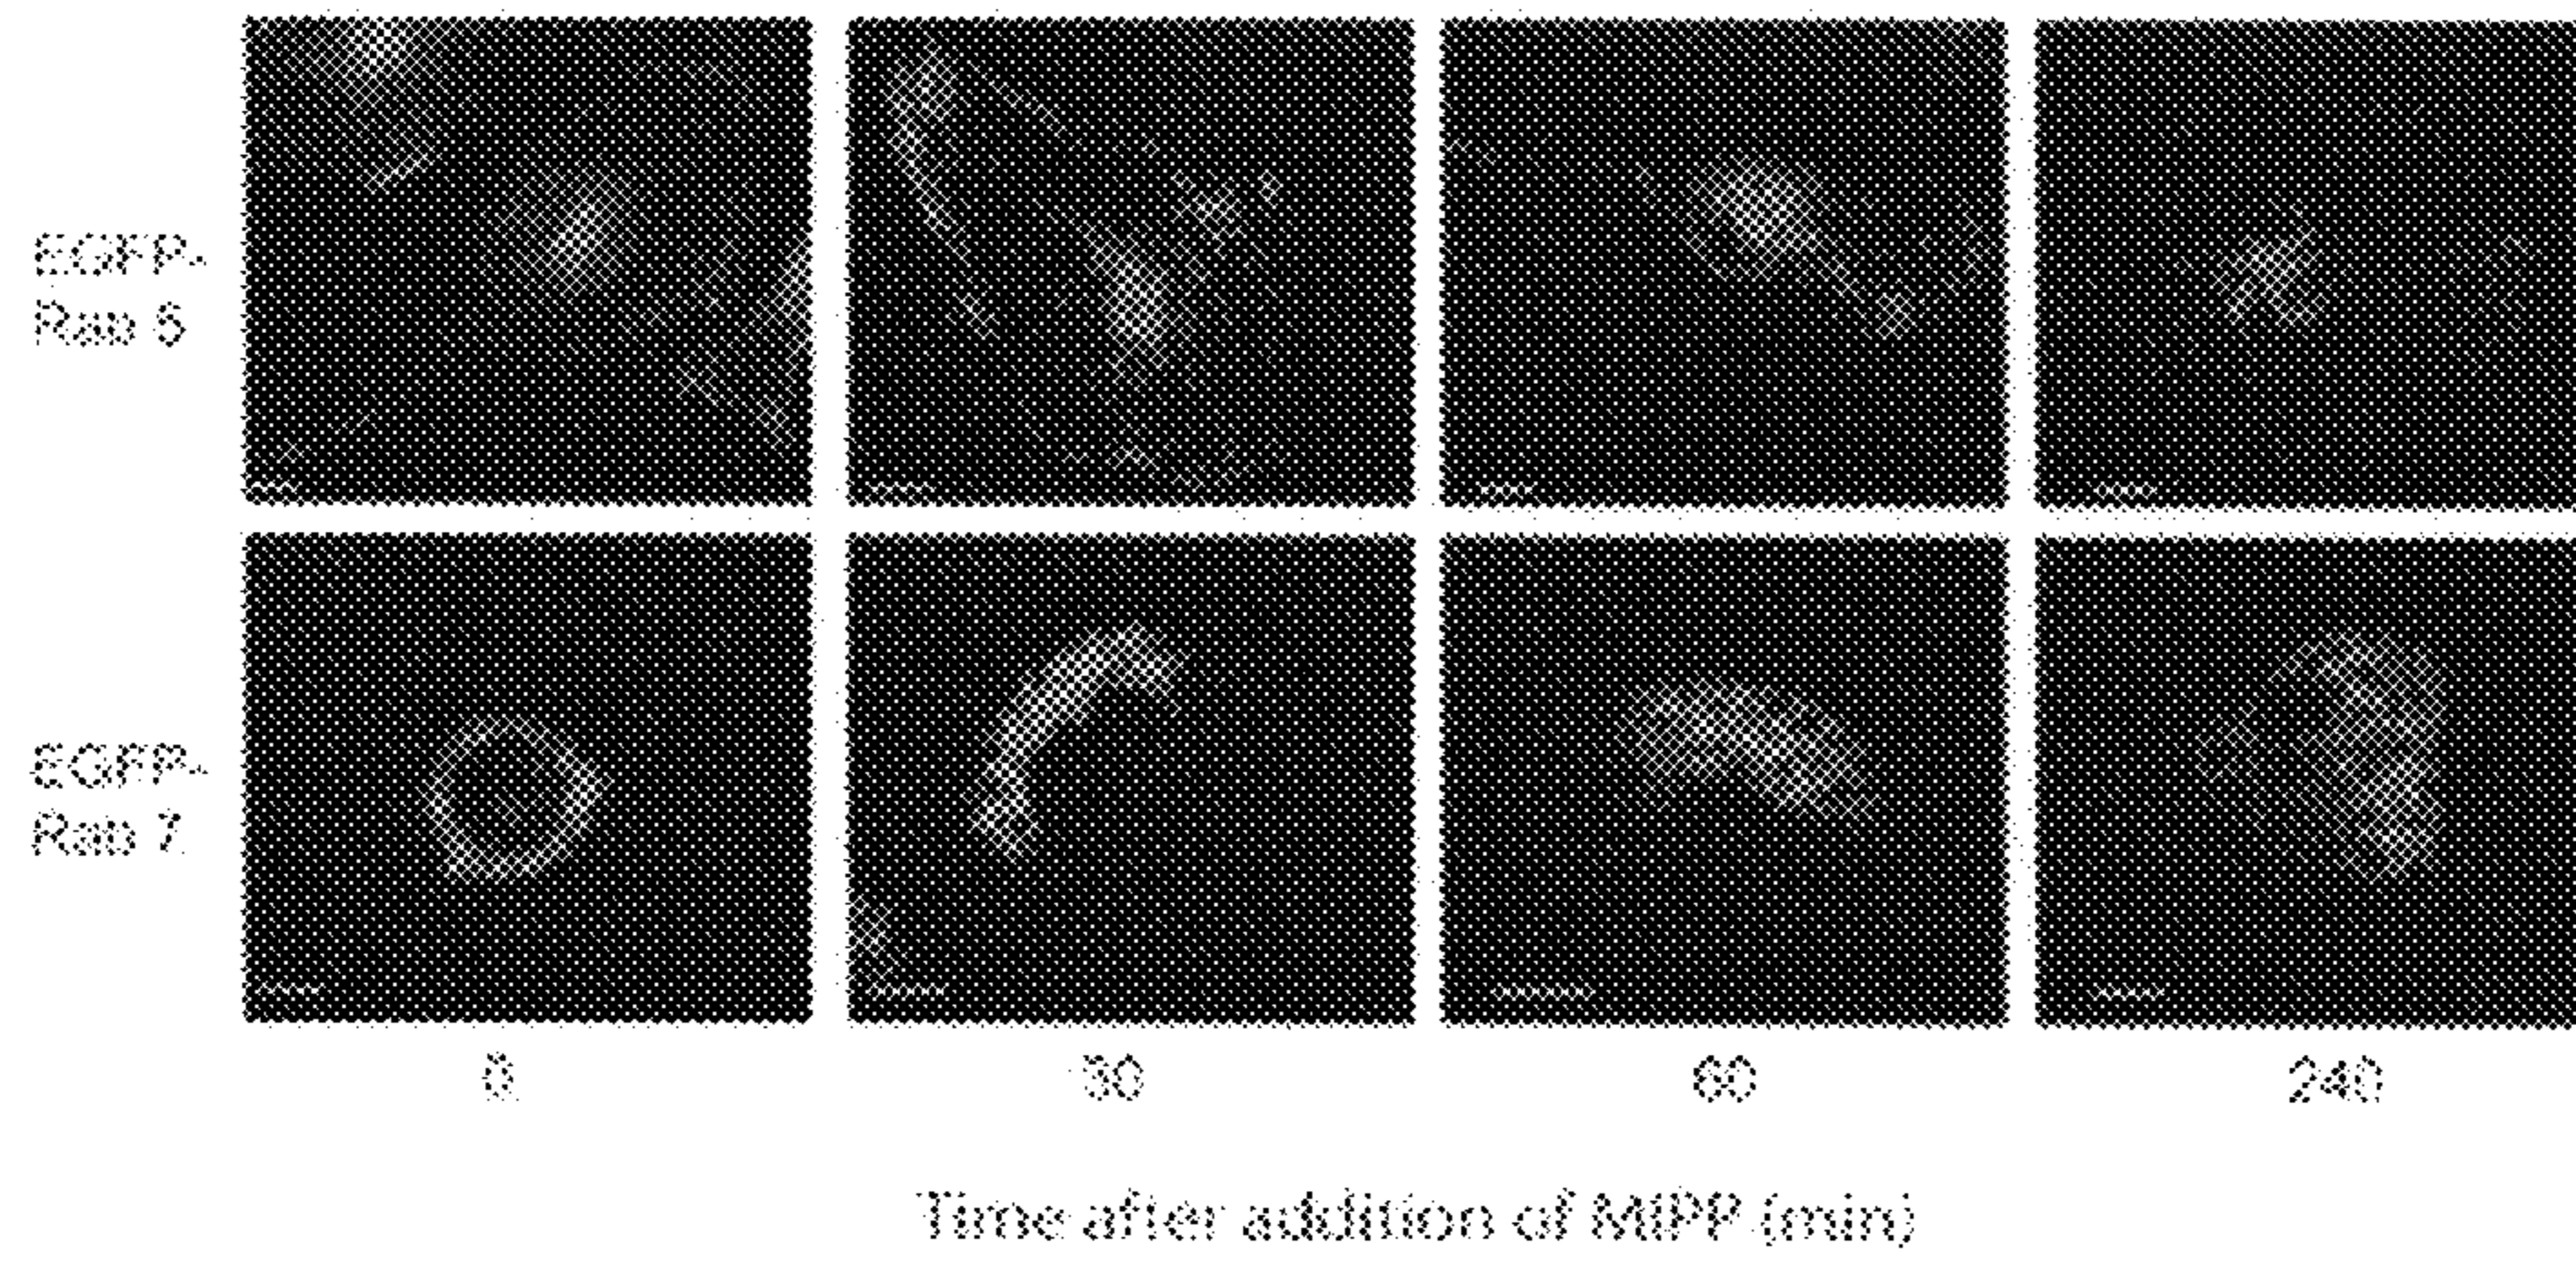 EGFP-
Rab 5
EGFP-
Rab 7
0
30
60
240
Time after addition of MIPP (min)